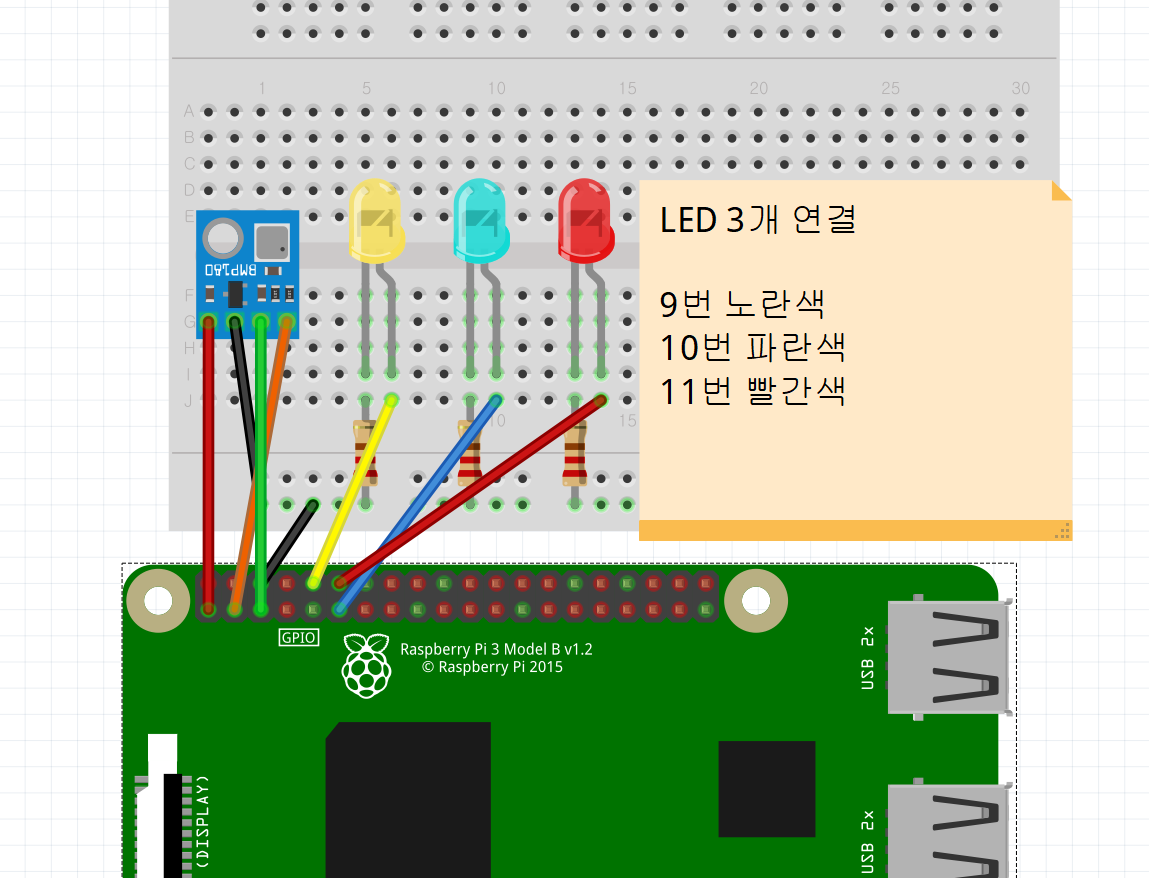 1 5 10 15 20 25 30
A
B
C
D
E
LED 3개 연결
9번 노란색
10번 파란색
11번 빨간색
BMP180
F
G
H
I
J
10 15
GPIO
Raspberry Pi 3 Model B v1.2
© Raspberry Pi 2015
USB 2x
USB 2x
(DISPLAY)